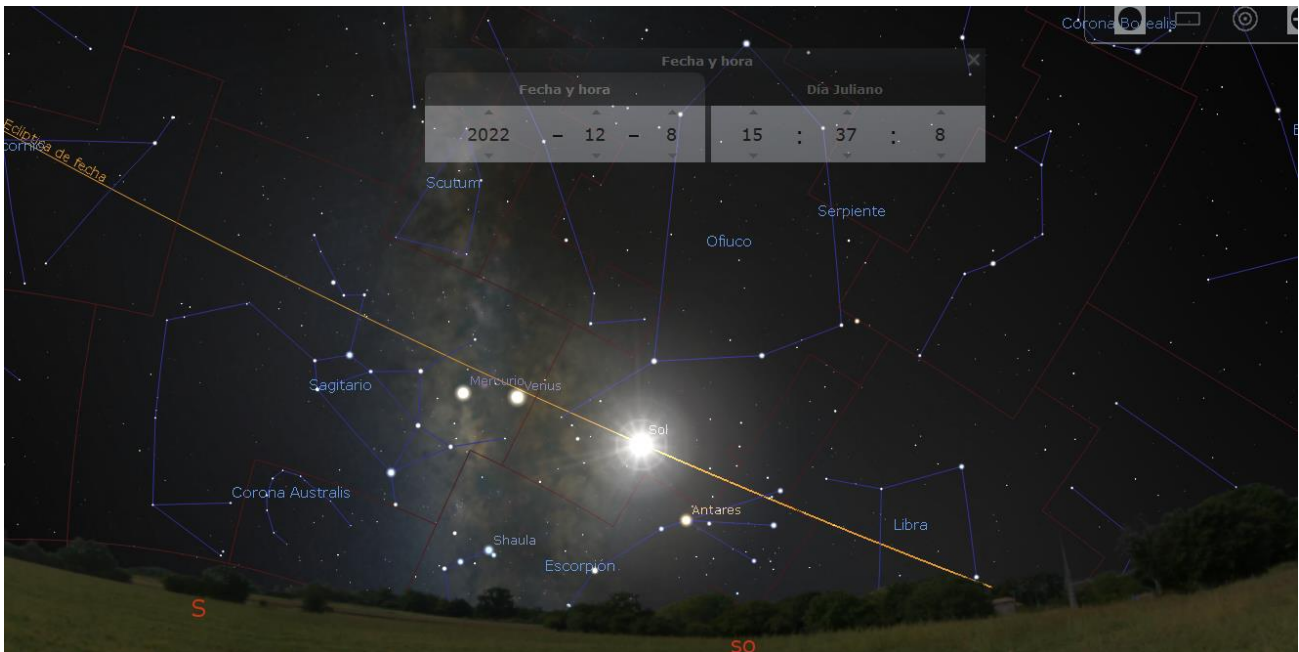 Corona Borealis
Fecha y hora
Fecha y hora
Día Juliano
2022 – 12 – 8
15 : 37 : 8
Eclíptica de fecha
Scutum
Serpiente
Ofiuco
Sagitario
Mercurio
Venus
Sol
Corona Australis
Antares
Libra
Shaula
Escorpión
S
SO